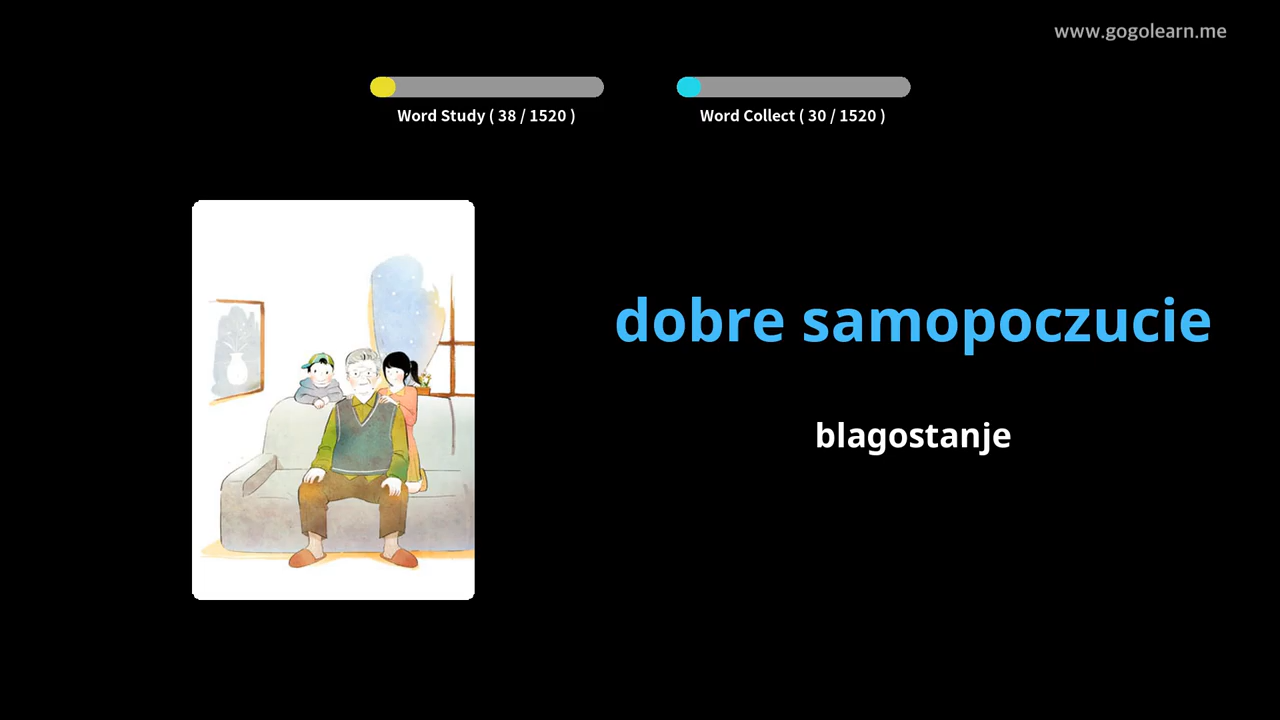 www.gogolearn.me
Word Study ( 38 / 1520 )
Word Collect ( 30 / 1520 )
dobre samopoczucie
blagostanje